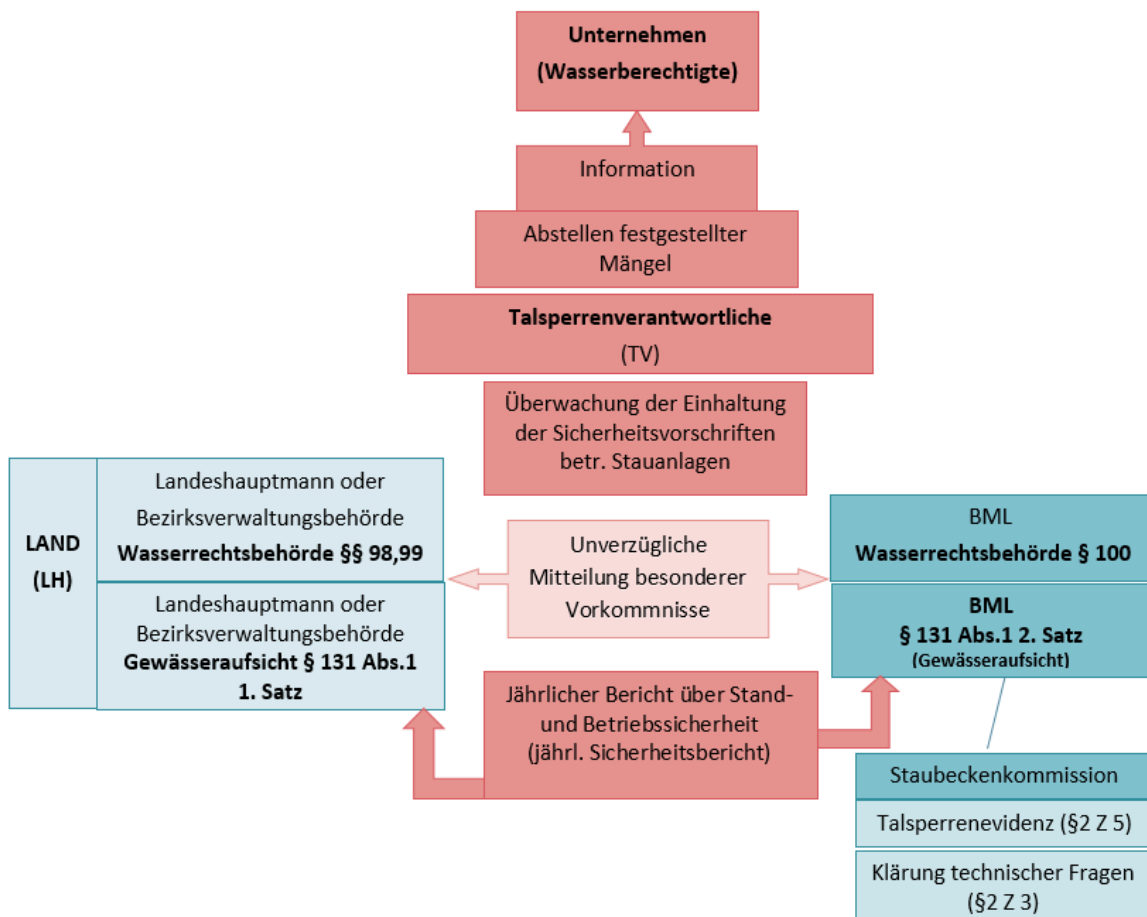 Unternehmen
(Wasserberechtigte)
Information
Abstellen festgestellter
Mängel
Talsperrenverantwortliche
(TV)
Überwachung der Einhaltung
der Sicherheitsvorschriften
betr. Stauanlagen
LAND
(LH)
Landeshauptmann oder
Bezirksverwaltungsbehörde
Wasserrechtsbehörde §§ 98,99
Landeshauptmann oder
Bezirksverwaltungsbehörde
Gewässeraufsicht § 131 Abs.1
1. Satz
Unverzügliche
Mitteilung besonderer
Vorkommnisse
BML
Wasserrechtsbehörde § 100
BML
§ 131 Abs.1 2. Satz
(Gewässeraufsicht)
Jährlicher Bericht über Stand-
und Betriebssicherheit
(jährl. Sicherheitsbericht)
Staubeckenkommission
Talsperrenevidenz (§2 Z 5)
Klärung technischer Fragen
(§2 Z 3)